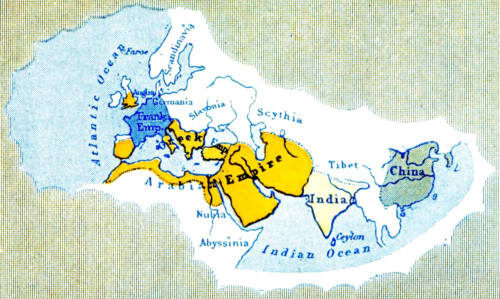 Atlantic Ocean
Faroe
Scandinavia
Anglia
Germania
Slavonia
Frank
Emp.
Scythia
Greek Emp.
Arabian Empire
Tibet
China
India
Nubia
Abyssinia
Ceylon
Indian Ocean